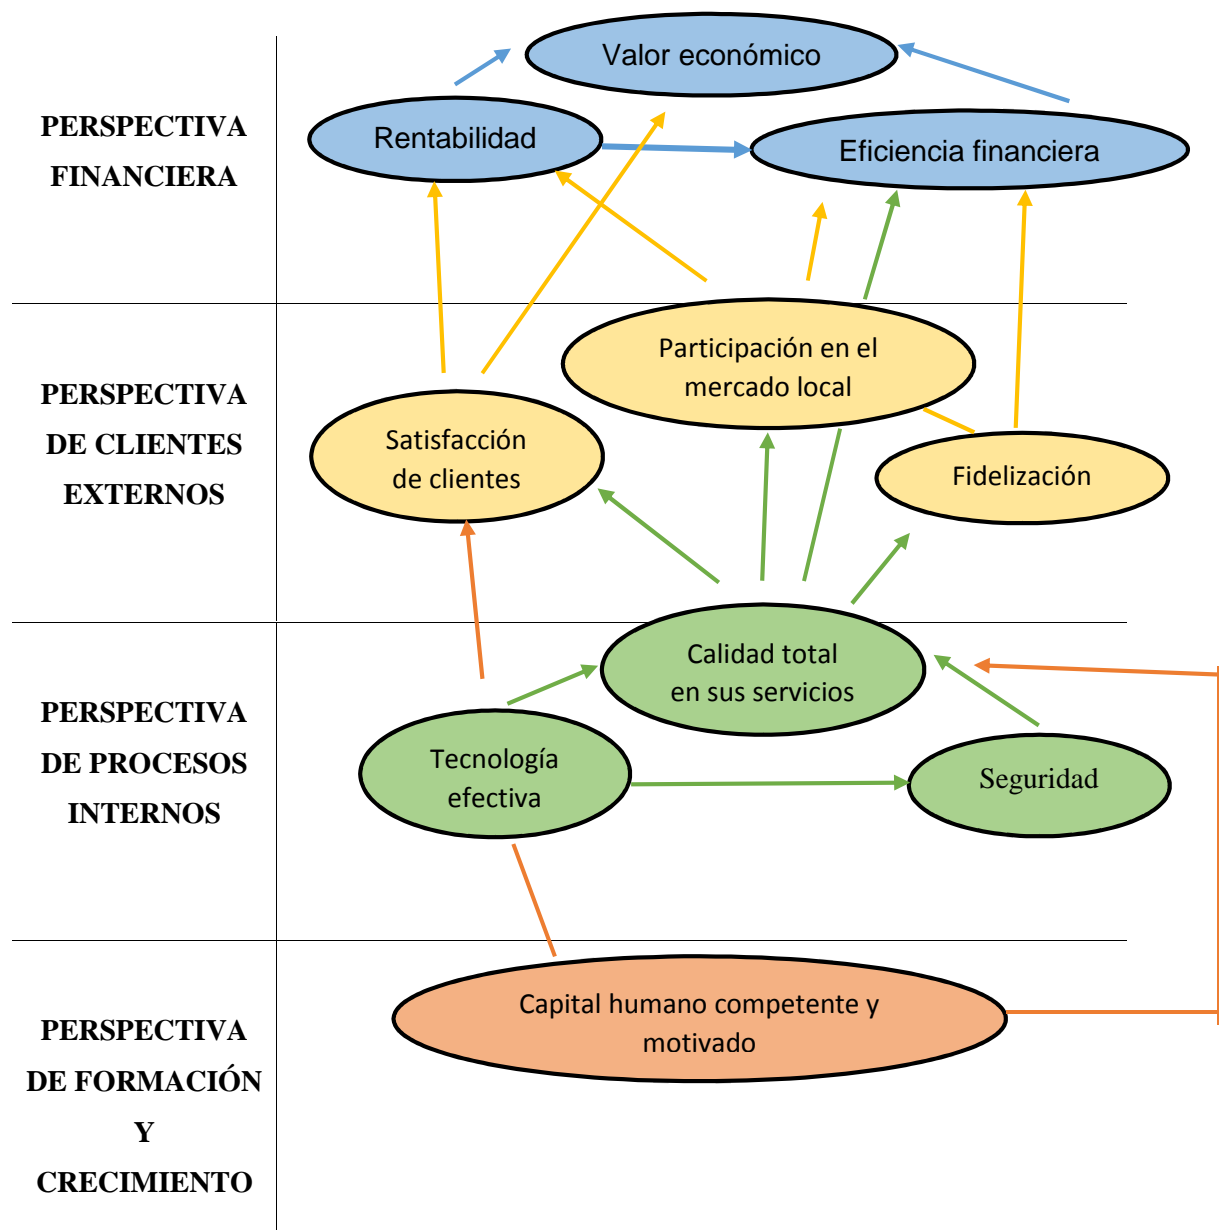 PERSPECTIVA
FINANCIERA
Valor económico
Rentabilidad
Eficiencia financiera
PERSPECTIVA
DE CLIENTES
EXTERNOS
Participación en el
mercado local
Satisfacción
de clientes
Fidelización
PERSPECTIVA
DE PROCESOS
INTERNOS
Calidad total
en sus servicios
Tecnología
efectiva
Seguridad
PERSPECTIVA
DE FORMACIÓN
Y
CRECIMIENTO
Capital humano competente y
motivado